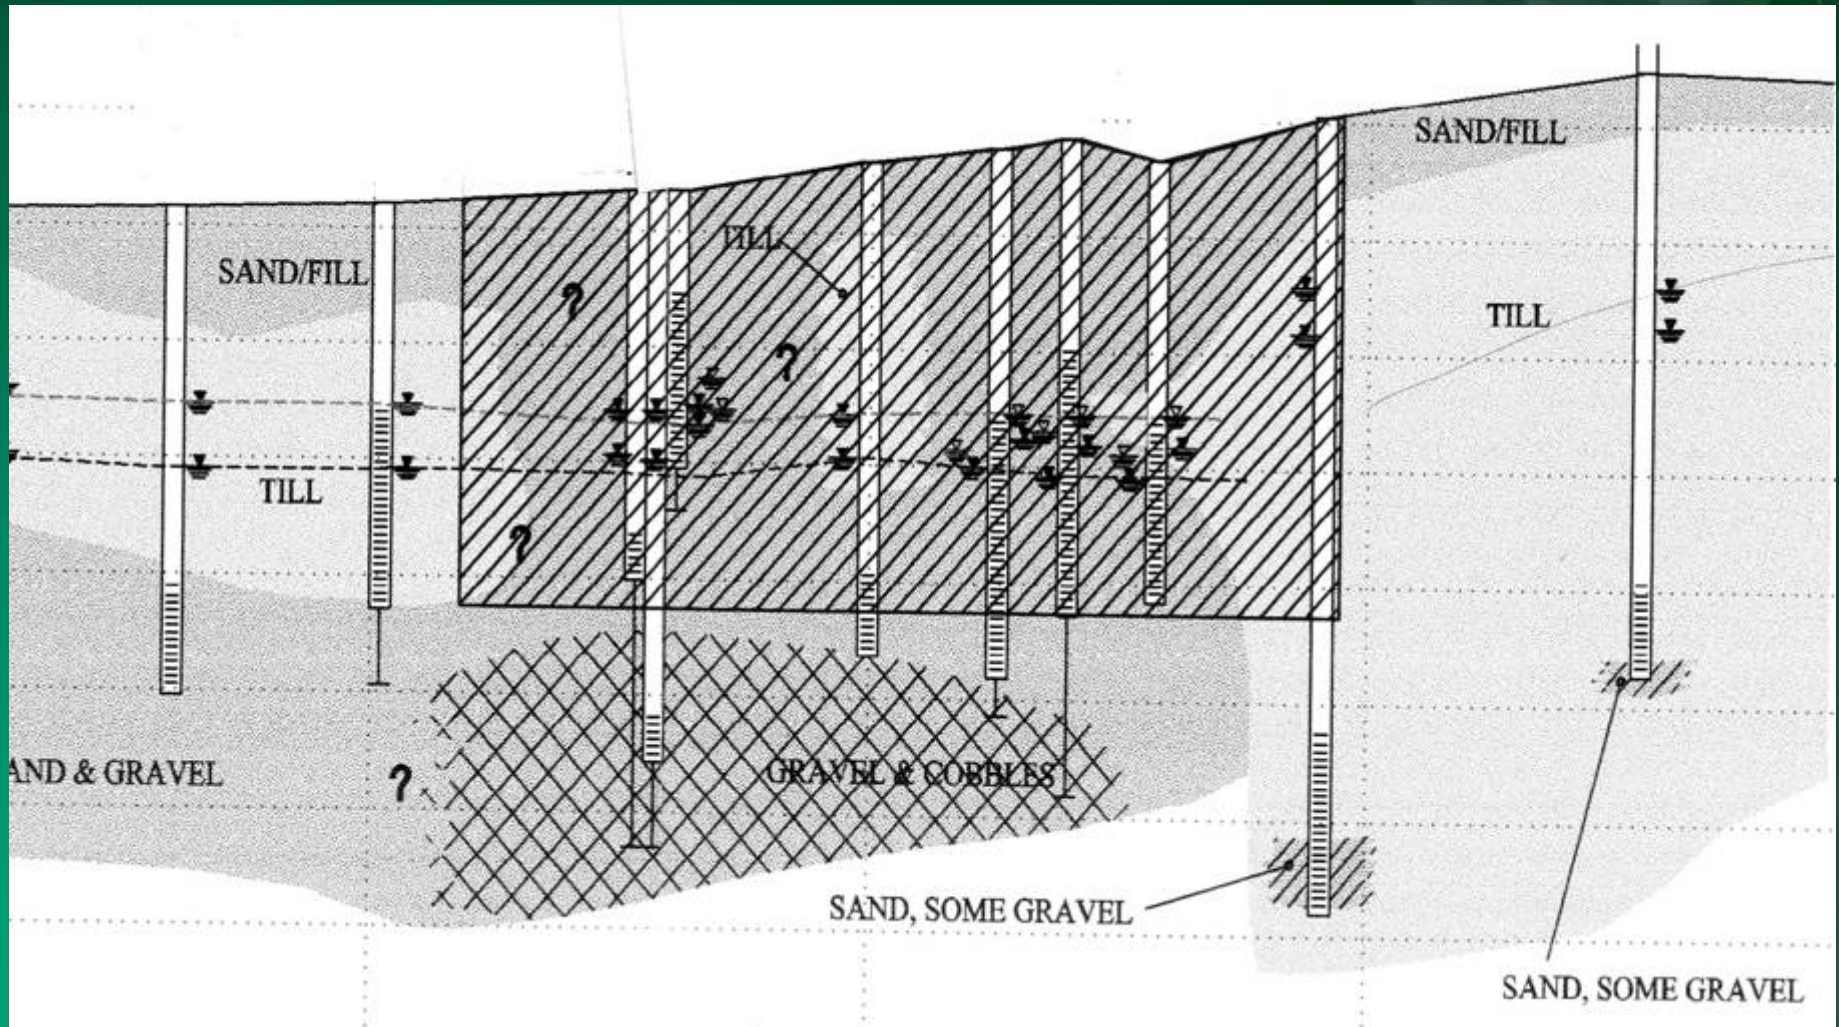 SAND/FILL
SAND/FILL
TILL
?
TILL
?
TILL
?
AND & GRAVEL
?
GRAVEL & COBBLES
SAND, SOME GRAVEL
SAND, SOME GRAVEL